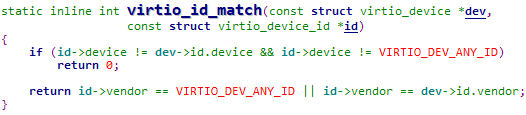 static inline int virtio_id_match(const struct virtio_device *dev,
const struct virtio_device_id *id)
{
if (id->device != dev->id.device && id->device != VIRTIO_DEV_ANY_ID)
return 0;
return id->vendor == VIRTIO_DEV_ANY_ID || id->vendor == dev->id.vendor;
}